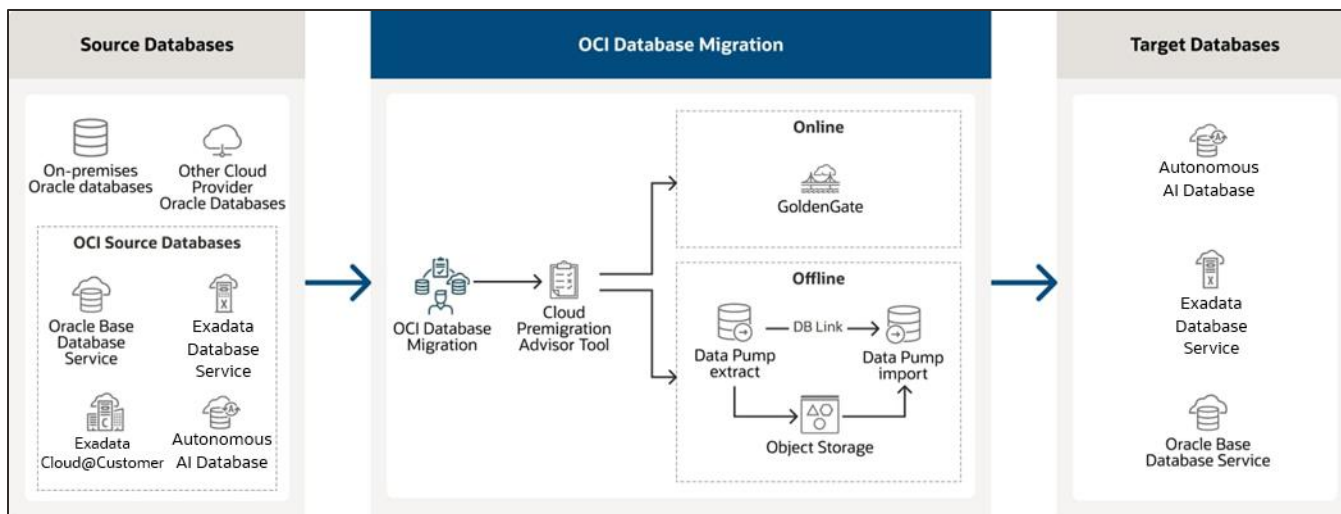 Source Databases
OCI Database Migration
Target Databases
On-premises
Oracle databases
Other Cloud
Provider
Oracle Databases
OCI Source Databases
Oracle Base
Database
Service
Exadata
Database
Service
Exadata
Cloud@Customer
Autonomous
AI Database
OCI Database
Migration
Cloud
Premigration
Advisor Tool
Online
GoldenGate
Offline
Data Pump
extract
DB Link
Data Pump
import
Object Storage
Autonomous
AI Database
Exadata
Database
Service
Oracle Base
Database Service
X
C
A
A
X